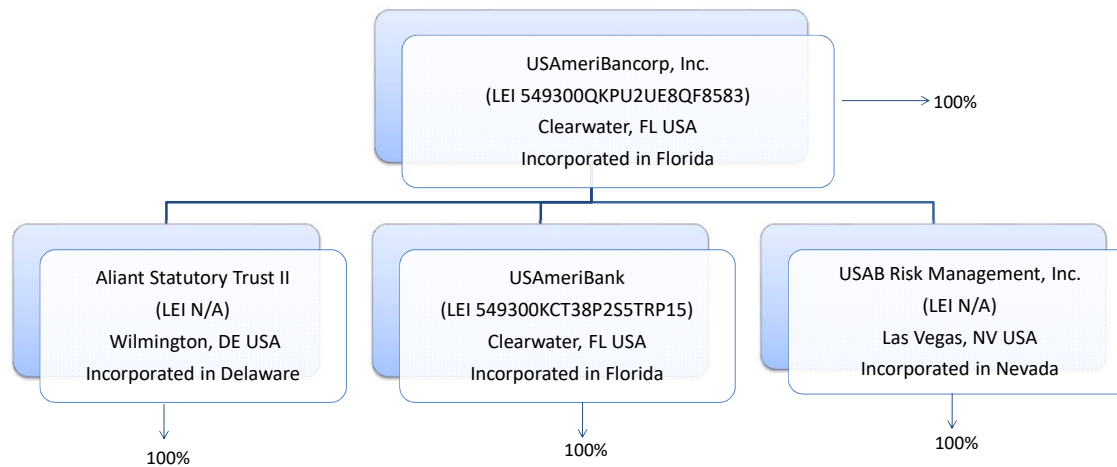 USAmeriBancorp, Inc.
(LEI 549300QKPU2UE8QF8583)
Clearwater, FL USA
Incorporated in Florida
100%
Aliant Statutory Trust II
(LEI N/A)
Wilmington, DE USA
Incorporated in Delaware
100%
USAmeriBank
(LEI 549300KCT38P2S5TRP15)
Clearwater, FL USA
Incorporated in Florida
100%
USAB Risk Management, Inc.
(LEI N/A)
Las Vegas, NV USA
Incorporated in Nevada
100%